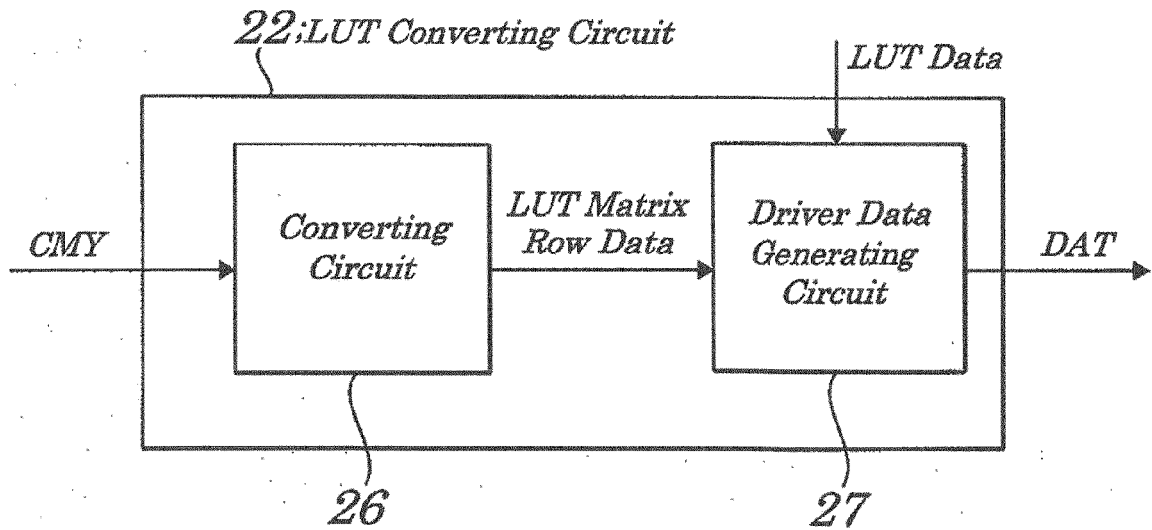 22;LUT Converting Circuit
LUT Data
CMY
Converting
Circuit
LUT Matrix
Row Data
Driver Data
Generating
Circuit
DAT
26
27